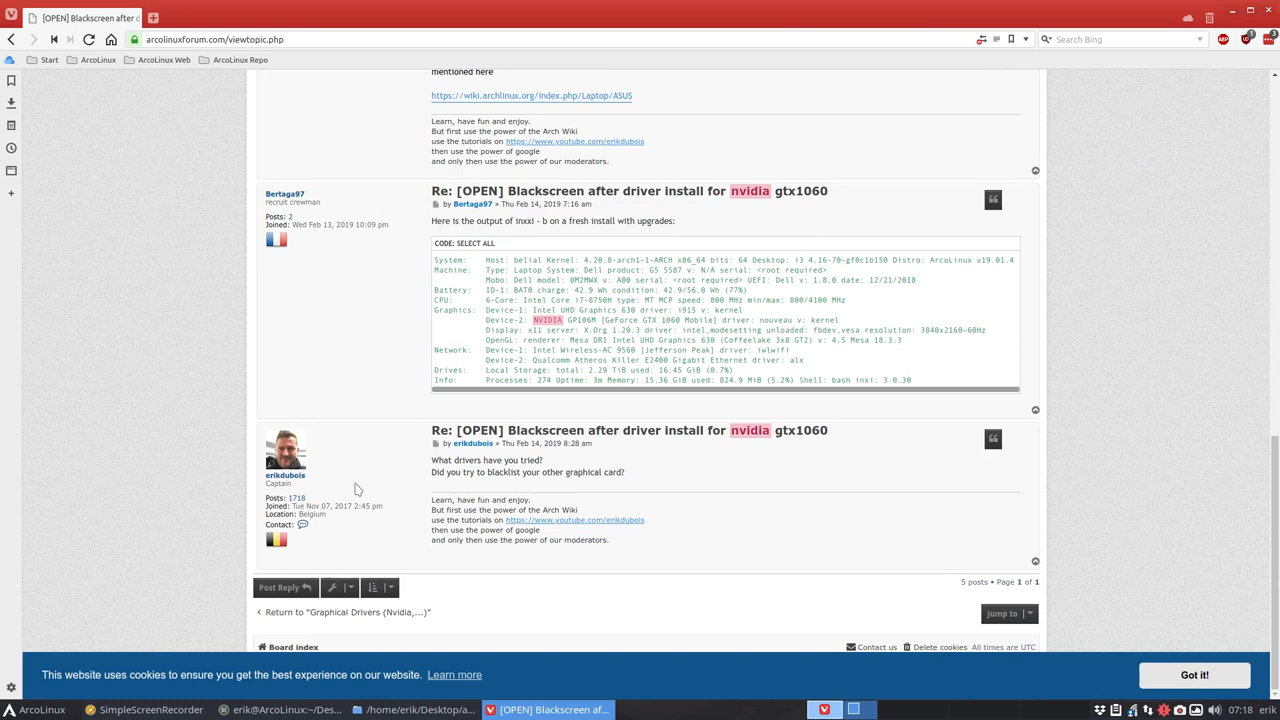 [OPEN] Blackscreen after d
arcolinuxforum.com/viewtopic.php
Search Bing
ABP
1
3
Start
ArcoLinux
ArcoLinux Web
ArcoLinux Repo
mentioned here
https://wiki.archlinux.org/index.php/Laptop/ASUS
Learn, have fun and enjoy.
But first use the power of the Arch Wiki
use the tutorials on https://www.youtube.com/erikdubois
then use the power of google
and only then use the power of our moderators.
Bertaga97
recruit crewman
Posts: 2
Joined: Wed Feb 13, 2019 10:09 pm
Re: [OPEN] Blackscreen after driver install for nvidia gtx1060
by Bertaga97 » Thu Feb 14, 2019 7:16 am
Here is the output of inxxi - b on a fresh install with upgrades:
CODE: SELECT ALL
System: Host: belial Kernel: 4.20.8-arch1-1-ARCH x86_64 bits: 64 Desktop: i3 4.16-70-gf0c1b150 Distro: ArcoLinux v19.01.4
Machine: Type: Laptop System: Dell product: G5 5587 v: N/A serial: <root required>
Mobo: Dell model: 0M2MWX v: A00 serial: <root required> UEFI: Dell v: 1.8.0 date: 12/21/2018
Battery: ID-1: BAT0 charge: 42.9 Wh condition: 42.9/56.0 Wh (77%)
CPU: 6-Core: Intel Core i7-8750H type: MT MCP speed: 800 MHz min/max: 800/4100 MHz
Graphics: Device-1: Intel UHD Graphics 630 driver: i915 v: kernel
Device-2: NVIDIA GP106M [GeForce GTX 1060 Mobile] driver: nouveau v: kernel
Display: x11 server: X.Org 1.20.3 driver: intel,modesetting unloaded: fbdev,vesa resolution: 3840x2160~60Hz
OpenGL: renderer: Mesa DRI Intel UHD Graphics 630 (Coffeelake 3x8 GT2) v: 4.5 Mesa 18.3.3
Network: Device-1: Intel Wireless-AC 9560 [Jefferson Peak] driver: iwlwifi
Device-2: Qualcomm Atheros Killer E2400 Gigabit Ethernet driver: alx
Drives: Local Storage: total: 2.29 TiB used: 16.45 GiB (0.7%)
Info: Processes: 274 Uptime: 3m Memory: 15.36 GiB used: 824.9 MiB (5.2%) Shell: bash inxi: 3.0.30
erikdubois
Captain
Posts: 1718
Joined: Tue Nov 07, 2017 2:45 pm
Location: Belgium
Contact:
Re: [OPEN] Blackscreen after driver install for nvidia gtx1060
by erikdubois » Thu Feb 14, 2019 8:28 am
What drivers have you tried?
Did you try to blacklist your other graphical card?
Learn, have fun and enjoy.
But first use the power of the Arch Wiki
use the tutorials on https://www.youtube.com/erikdubois
then use the power of google
and only then use the power of our moderators.
Post Reply
5 posts • Page 1 of 1
Return to “Graphical Drivers (Nvidia,...)”
Jump to
Board index
Contact us
Delete cookies
All times are UTC
This website uses cookies to ensure you get the best experience on our website. Learn more
Got it!
ArcoLinux
SimpleScreenRecorder
erik@ArcoLinux:~/Des...
/home/erik/Desktop/a...
[OPEN] Blackscreen af...
07:18
erik